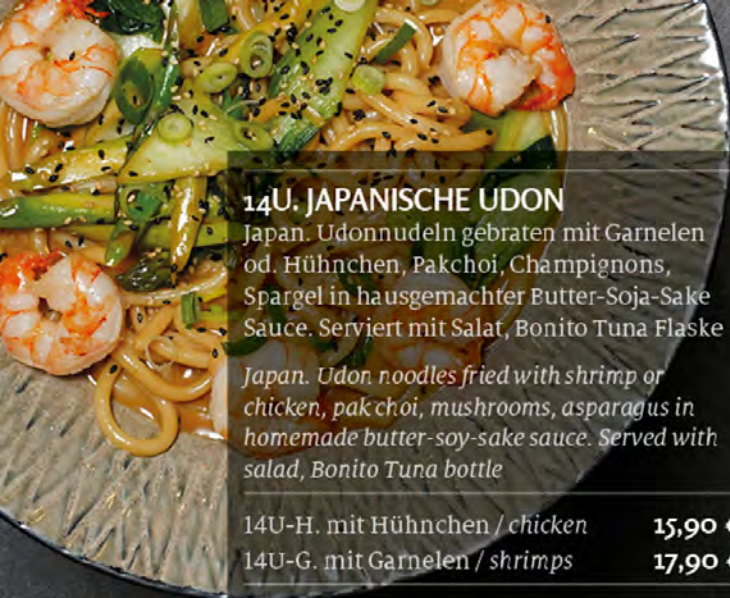 14U. JAPANISCHE UDON
Japan. Udonnudeln gebraten mit Garnelen
od. Hühnchen, Pakchoi, Champignons,
Spargel in hausgemachter Butter-Soja-Sake
Sauce. Serviert mit Salat, Bonito Tuna Flaske
Japan. Udon noodles fried with shrimp or
chicken, pak choi, mushrooms, asparagus in
homemade butter-soy-sake sauce. Served with
salad, Bonito Tuna bottle
14U-H. mit Hühnchen / chicken 15,90 €
14U-G. mit Garnelen / shrimps 17,90 €